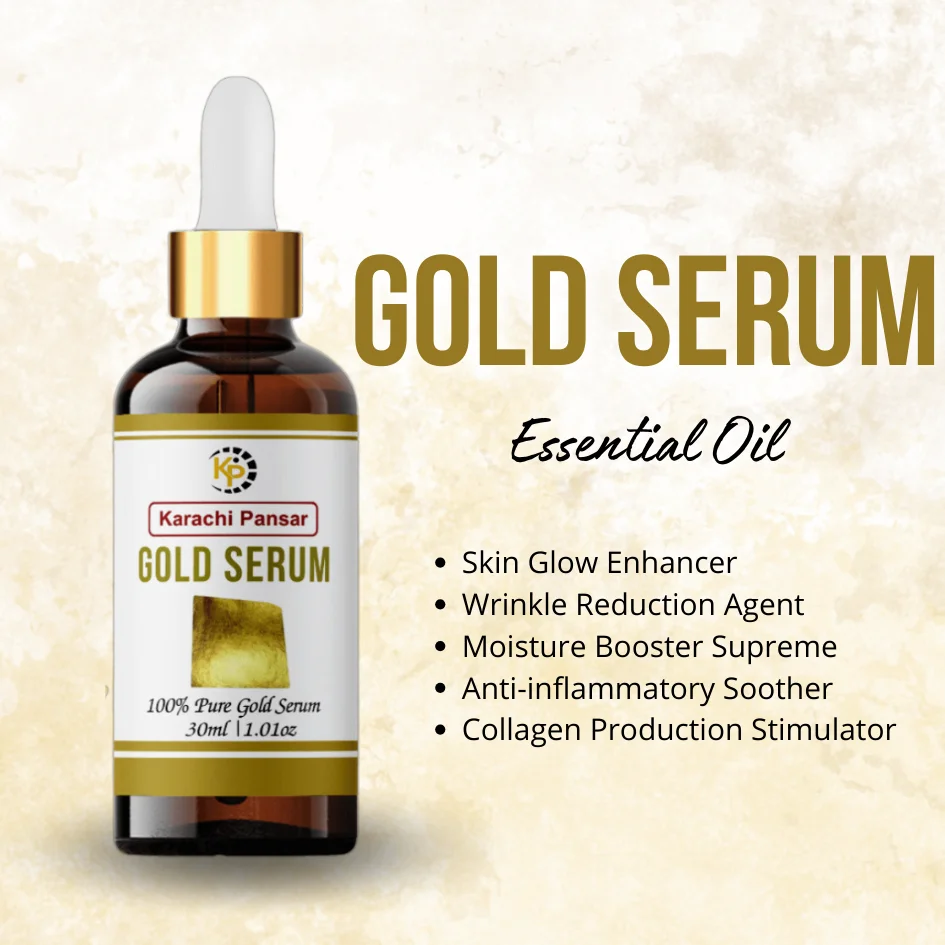 GOLD SERUM
Essential Oil
• Skin Glow Enhancer
• Wrinkle Reduction Agent
• Moisture Booster Supreme
• Anti-inflammatory Soother
• Collagen Production Stimulator
KP
Karachi Pansar
GOLD SERUM
100% Pure Gold Serum
30ml | 1.01oz